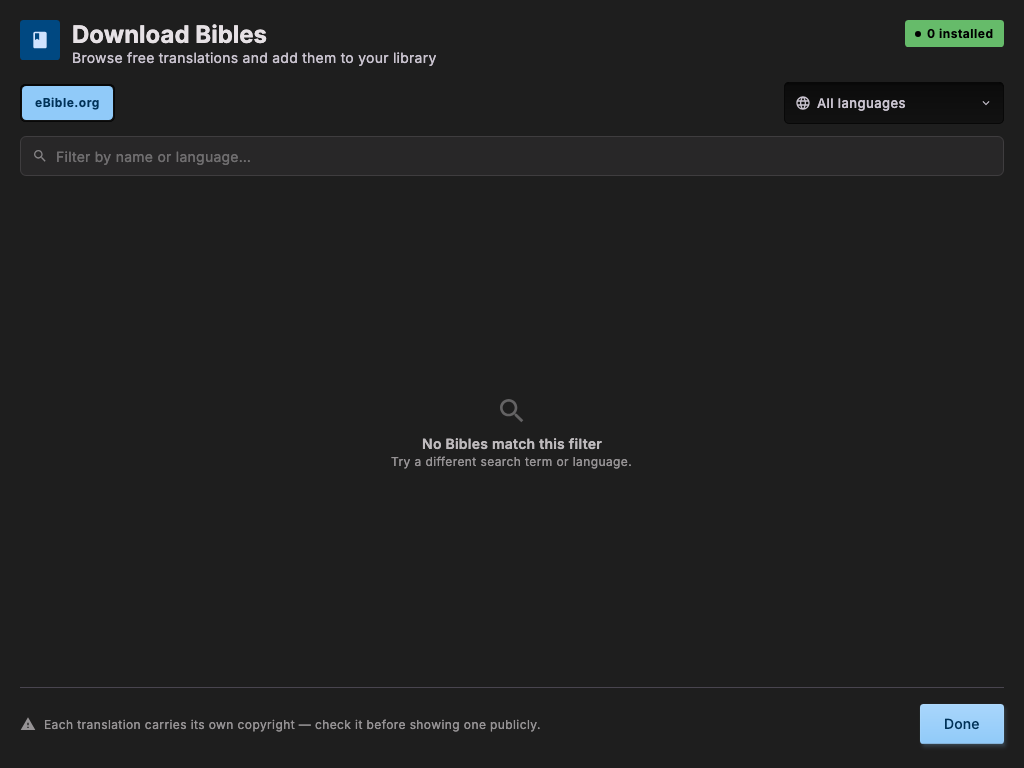 Download Bibles
Browse free translations and add them to your library
0 installed
eBible.org
All languages
Filter by name or language...
No Bibles match this filter
Try a different search term or language.
Each translation carries its own copyright — check it before showing one publicly.
Done